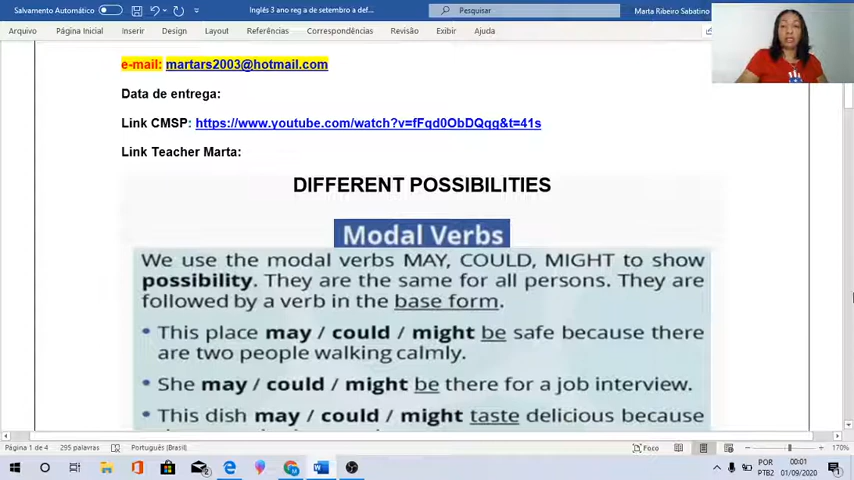 Salvamento Automático
Inglês 3 ano reg a de setembro a def...
Pesquisar
Marta Ribeiro Sabatino
Arquivo Página Inicial Inserir Design Layout Referências Correspondências Revisão Exibir Ajuda
e-mail: martars2003@hotmail.com
Data de entrega:
Link CMSP: https://www.youtube.com/watch?v=fFqd0ObDQqg&t=41s
Link Teacher Marta:
DIFFERENT POSSIBILITIES
Modal Verbs
We use the modal verbs MAY, COULD, MIGHT to show
possibility. They are the same for all persons. They are
followed by a verb in the base form.
• This place may / could / might be safe because there
are two people walking calmly.
• She may / could / might be there for a job interview.
• This dish may / could / might taste delicious because
Página 1 de 4 295 palavras Português (Brasil) Foco 170%
POR 00:01
PTB2 01/09/2020